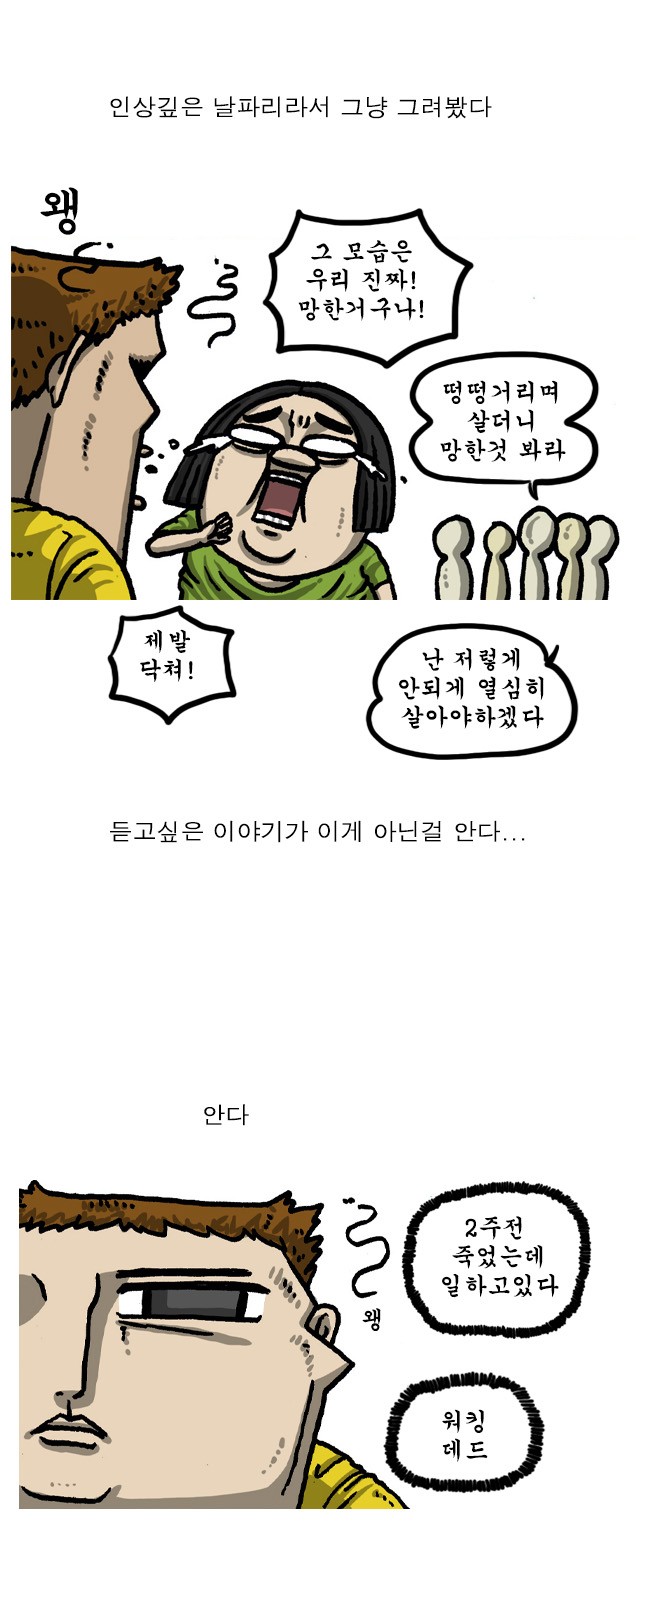 인상깊은 날파리라서 그냥 그려봤다
왱
그 모습은
우리 진짜!
망한거구나!
떵떵거리며
살더니
망한것 봐라
제발
닥쳐!
난 저렇게
안되게 열심히
살아야하겠다
듣고싶은 이야기가 이게 아닌걸 안다...
안다
2주전
죽었는데
일하고있다
왱
워킹
데드